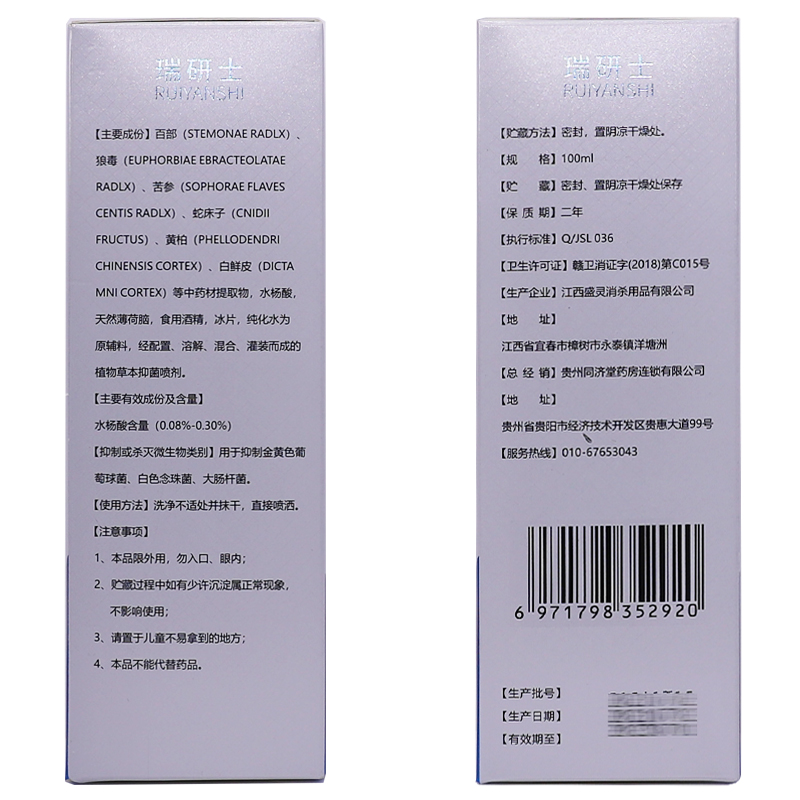 瑞研士
RUIYANSHI
【主要成份】百部（STEMONAE RADLX）、
狼毒（EUPHORBIAE EBRACTEOLATAE
RADLX）、苦参（SOPHORAE FLAVES
CENTIS RADLX）、蛇床子（CNIDII
FRUCTUS）、黄柏（PHELLODENDRI
CHINENSIS CORTEX）、白鲜皮（DICTA
MNI CORTEX）等中药材提取物，水杨酸，
天然薄荷脑，食用酒精，冰片，纯化水为
原辅料，经配置、溶解、混合、灌装而成的
植物草本抑菌喷剂。
【主要有效成份及含量】
水杨酸含量（0.08%-0.30%）
【抑制或杀灭微生物类别】用于抑制金黄色葡
萄球菌、白色念珠菌、大肠杆菌。
【使用方法】洗净不适处并抹干，直接喷洒。
【注意事项】
1、本品限外用，勿入口、眼内；
2、贮藏过程中如有少许沉淀属正常现象，
不影响使用；
3、请置于儿童不易拿到的地方；
4、本品不能代替药品。
瑞研士
RUIYANSHI
【贮藏方法】密封，置阴凉干燥处。
【规 格】100ml
【贮 藏】密封、置阴凉干燥处保存
【保 质 期】二年
【执行标准】Q/JSL 036
【卫生许可证】赣卫消证字(2018)第C015号
【生产企业】江西盛灵消杀用品有限公司
【地 址】
江西省宜春市樟树市永泰镇洋塘洲
【总 经 销】贵州同济堂药房连锁有限公司
【地 址】
贵州省贵阳市经济技术开发区贵惠大道99号
【服务热线】010-67653043
6 971798 352920
【生产批号】
【生产日期】
【有效期至】